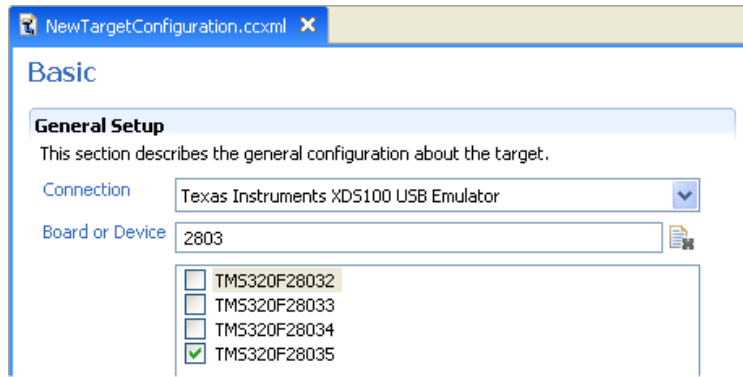 NewTargetConfiguration.ccxml
Basic
General Setup
This section describes the general configuration about the target.
Connection Texas Instruments XDS100 USB Emulator
Board or Device 2803
TMS320F28032
TMS320F28033
TMS320F28034
TMS320F28035